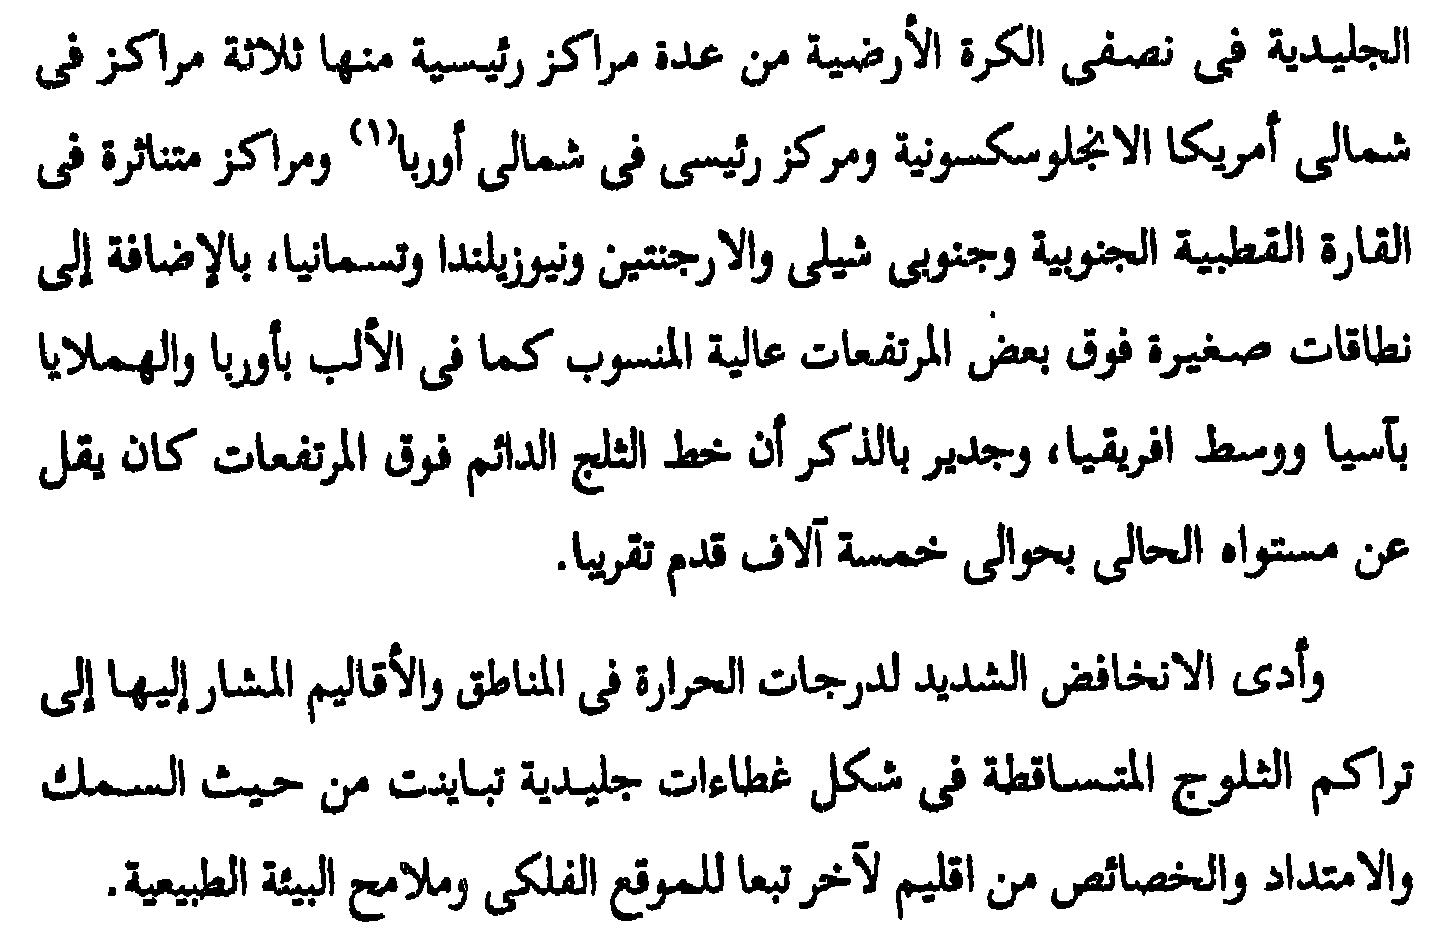 الجليدية فى نصفى الكرة الأرضية من عدة مراكز رئيسية منها ثلاثة مراكز فى
شمالى أمريكا الانجلوسكسونية ومركز رئيسى فى شمالى أوربا(١) ومراكز متناثرة فى
القارة القطبية الجنوبية وجنوبى شيلى والارجنتين ونيوزيلندا وتسمانيا، بالإضافة إلى
نطاقات صغيرة فوق بعض المرتفعات عالية المنسوب كما فى الألب بأوربا والهملايا
بآسيا ووسط افريقيا، وجدير بالذكر أن خط الثلج الدائم فوق المرتفعات كان يقل
عن مستواه الحالى بحوالى خمسة آلاف قدم تقريبا.
وأدى الانخافض الشديد لدرجات الحرارة فى المناطق والأقاليم المشار إليها إلى
تراكم الثلوج المتساقطة فى شكل غطاءات جليدية تباينت من حيث السمك
والامتداد والخصائص من اقليم لآخر تبعا للموقع الفلكى وملامح البيئة الطبيعية.